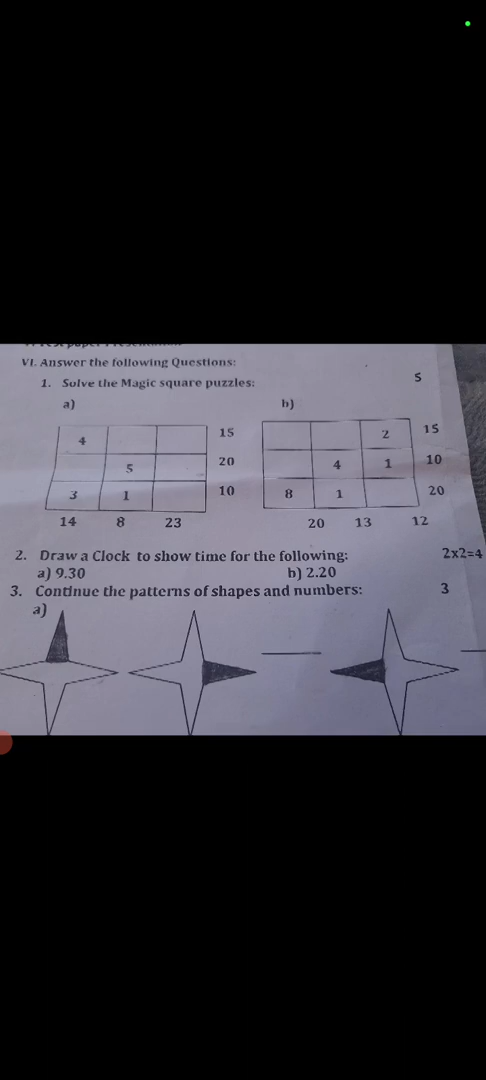 VI. Answer the following Questions:
1. Solve the Magic square puzzles: 5
a) b)
4 15 2 15
5 20 4 1 10
3 1 10 8 1 20
14 8 23 20 13 12
2. Draw a Clock to show time for the following: 2x2=4
a) 9.30 b) 2.20
3. Continue the patterns of shapes and numbers: 3
a)